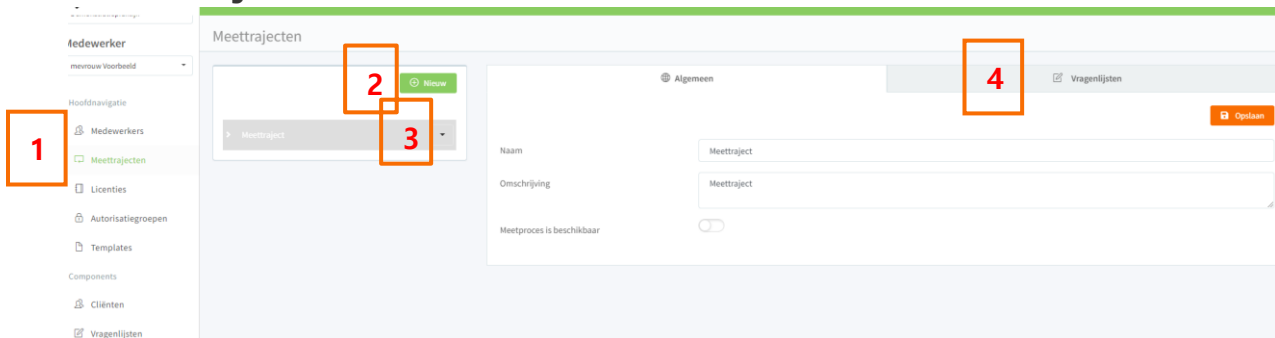 Medewerker
mevrouw Voorbeeld
Hoofdnavigatie
1
Medewerkers
Meettrajecten
Licenties
Autorisatiegroepen
Templates
Components
Cliënten
Vragenlijsten
Meettrajecten
2
Nieuw
Meettraject
3
Algemeen
4
Vragenlijsten
Opslaan
Naam
Meettraject
Omschrijving
Meettraject
Meetproces is beschikbaar